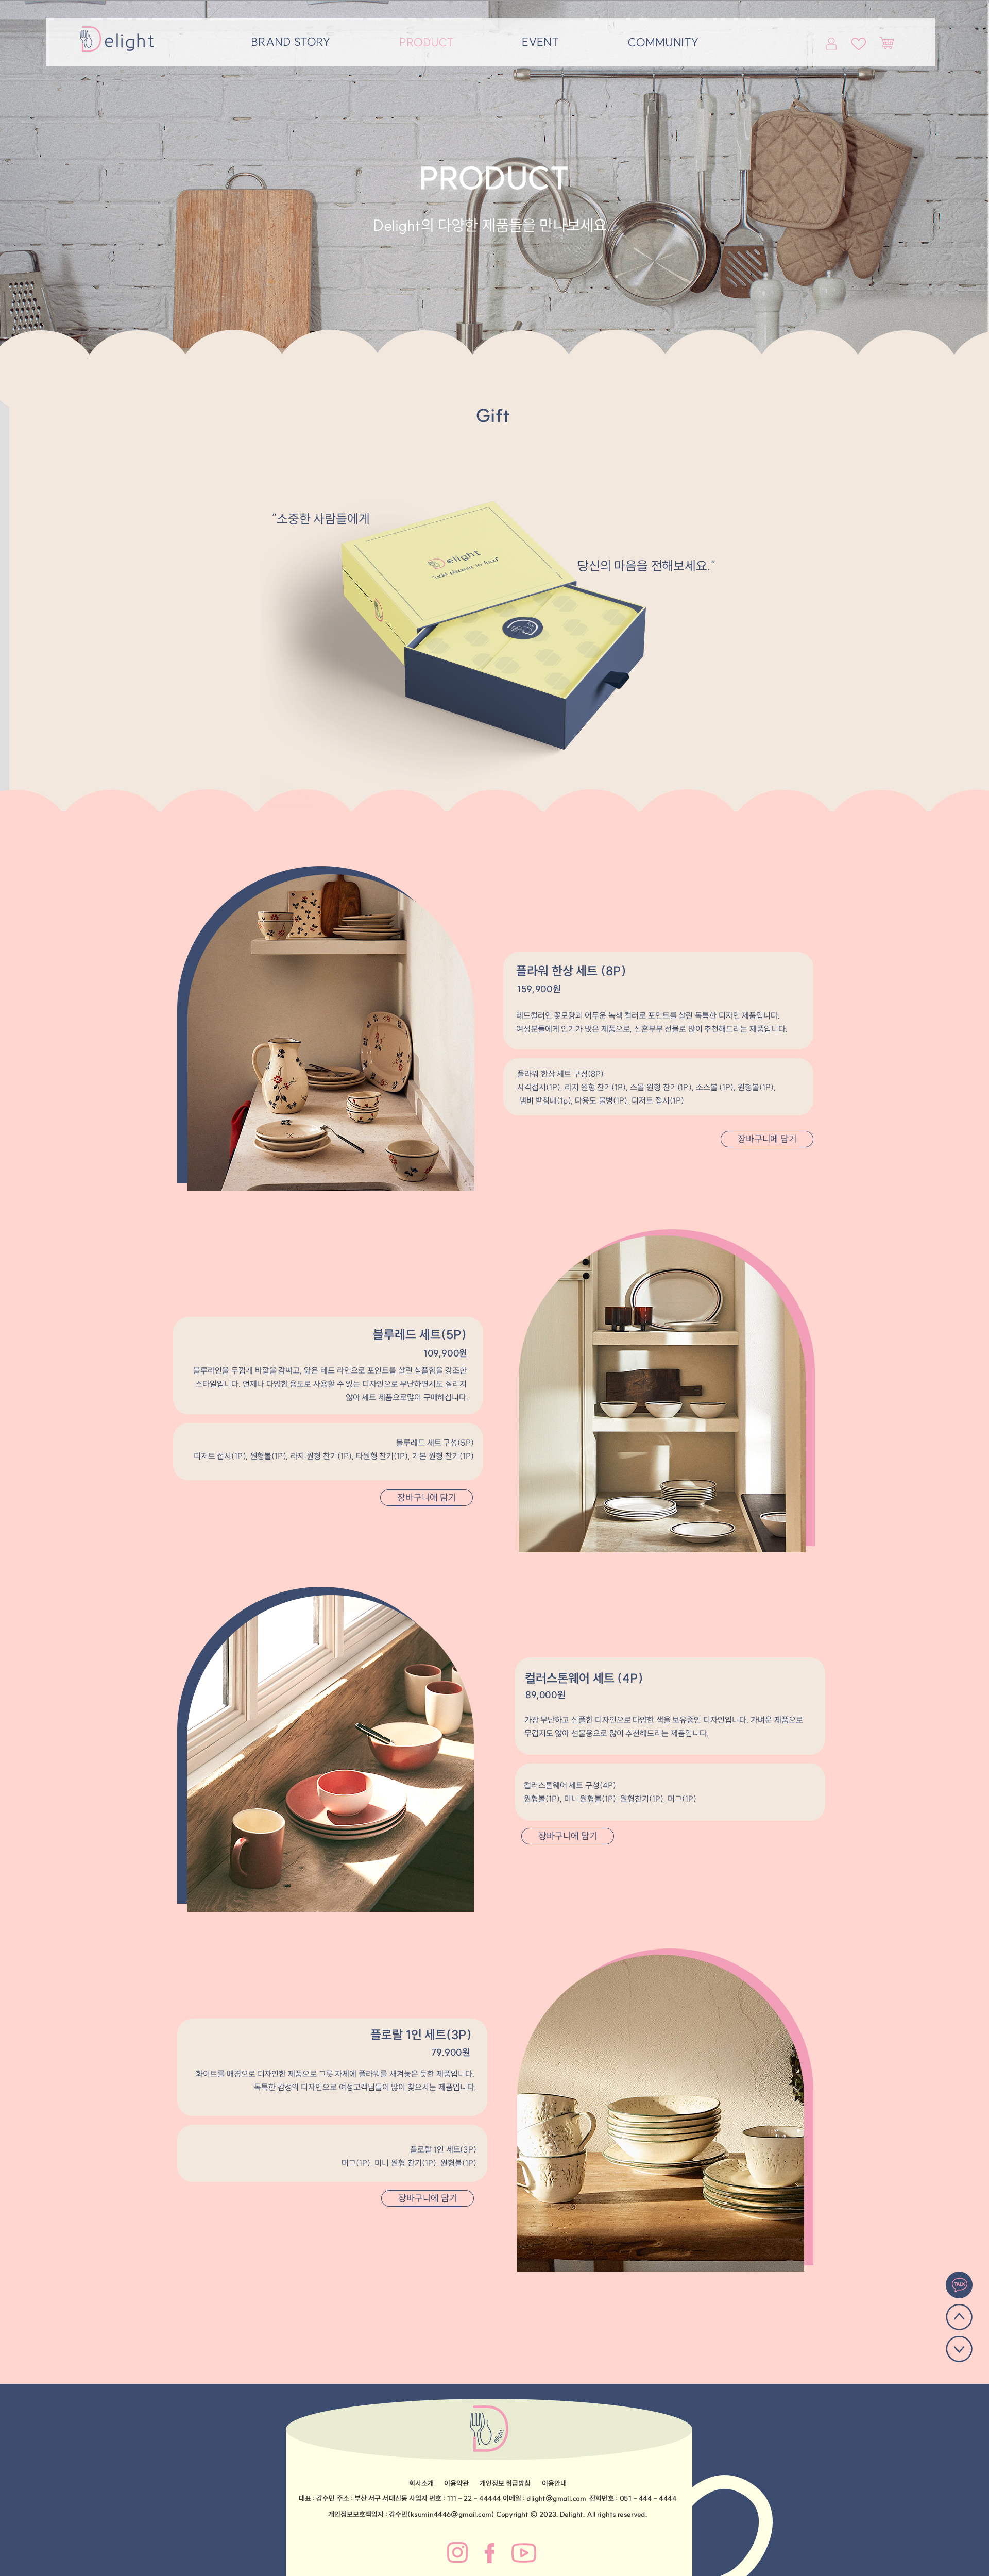 Delight
BRAND STORY
PRODUCT
EVENT
COMMUNITY
PRODUCT
Delight의 다양한 제품들을 만나보세요..
Gift
“소중한 사람들에게
당신의 마음을 전해보세요.”
Delight
“add pleasure to food”
플라워 한상 세트 (8P)
159,900원
레드컬러인 꽃모양과 어두운 녹색 컬러로 포인트를 살린 독특한 디자인 제품입니다.
여성분들에게 인기가 많은 제품으로, 신혼부부 선물로 많이 추천해드리는 제품입니다.
플라워 한상 세트 구성(8P)
사각접시(1P), 라지 원형 찬기(1P), 스몰 원형 찬기(1P), 소스볼 (1P), 원형볼(1P),
냄비 받침대(1p), 다용도 물병(1P), 디저트 접시(1P)
장바구니에 담기
블루레드 세트(5P)
109,900원
블루라인을 두껍게 바깥을 감싸고, 얇은 레드 라인으로 포인트를 살린 심플함을 강조한
스타일입니다. 언제나 다양한 용도로 사용할 수 있는 디자인으로 무난하면서도 질리지
않아 세트 제품으로많이 구매하십니다.
블루레드 세트 구성(5P)
디저트 접시(1P), 원형볼(1P), 라지 원형 찬기(1P), 타원형 찬기(1P), 기본 원형 찬기(1P)
장바구니에 담기
컬러스톤웨어 세트 (4P)
89,000원
가장 무난하고 심플한 디자인으로 다양한 색을 보유중인 디자인입니다. 가벼운 제품으로
무겁지도 않아 선물용으로 많이 추천해드리는 제품입니다.
컬러스톤웨어 세트 구성(4P)
원형볼(1P), 미니 원형볼(1P), 원형찬기(1P), 머그(1P)
장바구니에 담기
플로랄 1인 세트(3P)
79.900원
화이트를 배경으로 디자인한 제품으로 그릇 자체에 플라워를 새겨놓은 듯한 제품입니다.
독특한 감성의 디자인으로 여성고객님들이 많이 찾으시는 제품입니다.
플로랄 1인 세트(3P)
머그(1P), 미니 원형 찬기(1P), 원형볼(1P)
장바구니에 담기
TALK
Delight
회사소개 이용약관 개인정보 취급방침 이용안내
대표 : 강수민 주소 : 부산 서구 서대신동 사업자 번호 : 111 - 22 - 44444 이메일 : dlight@gmail.com 전화번호 : 051 - 444 - 4444
개인정보보호책임자 : 강수민(ksumin4446@gmail.com) Copyright © 2023. Delight. All rights reserved.